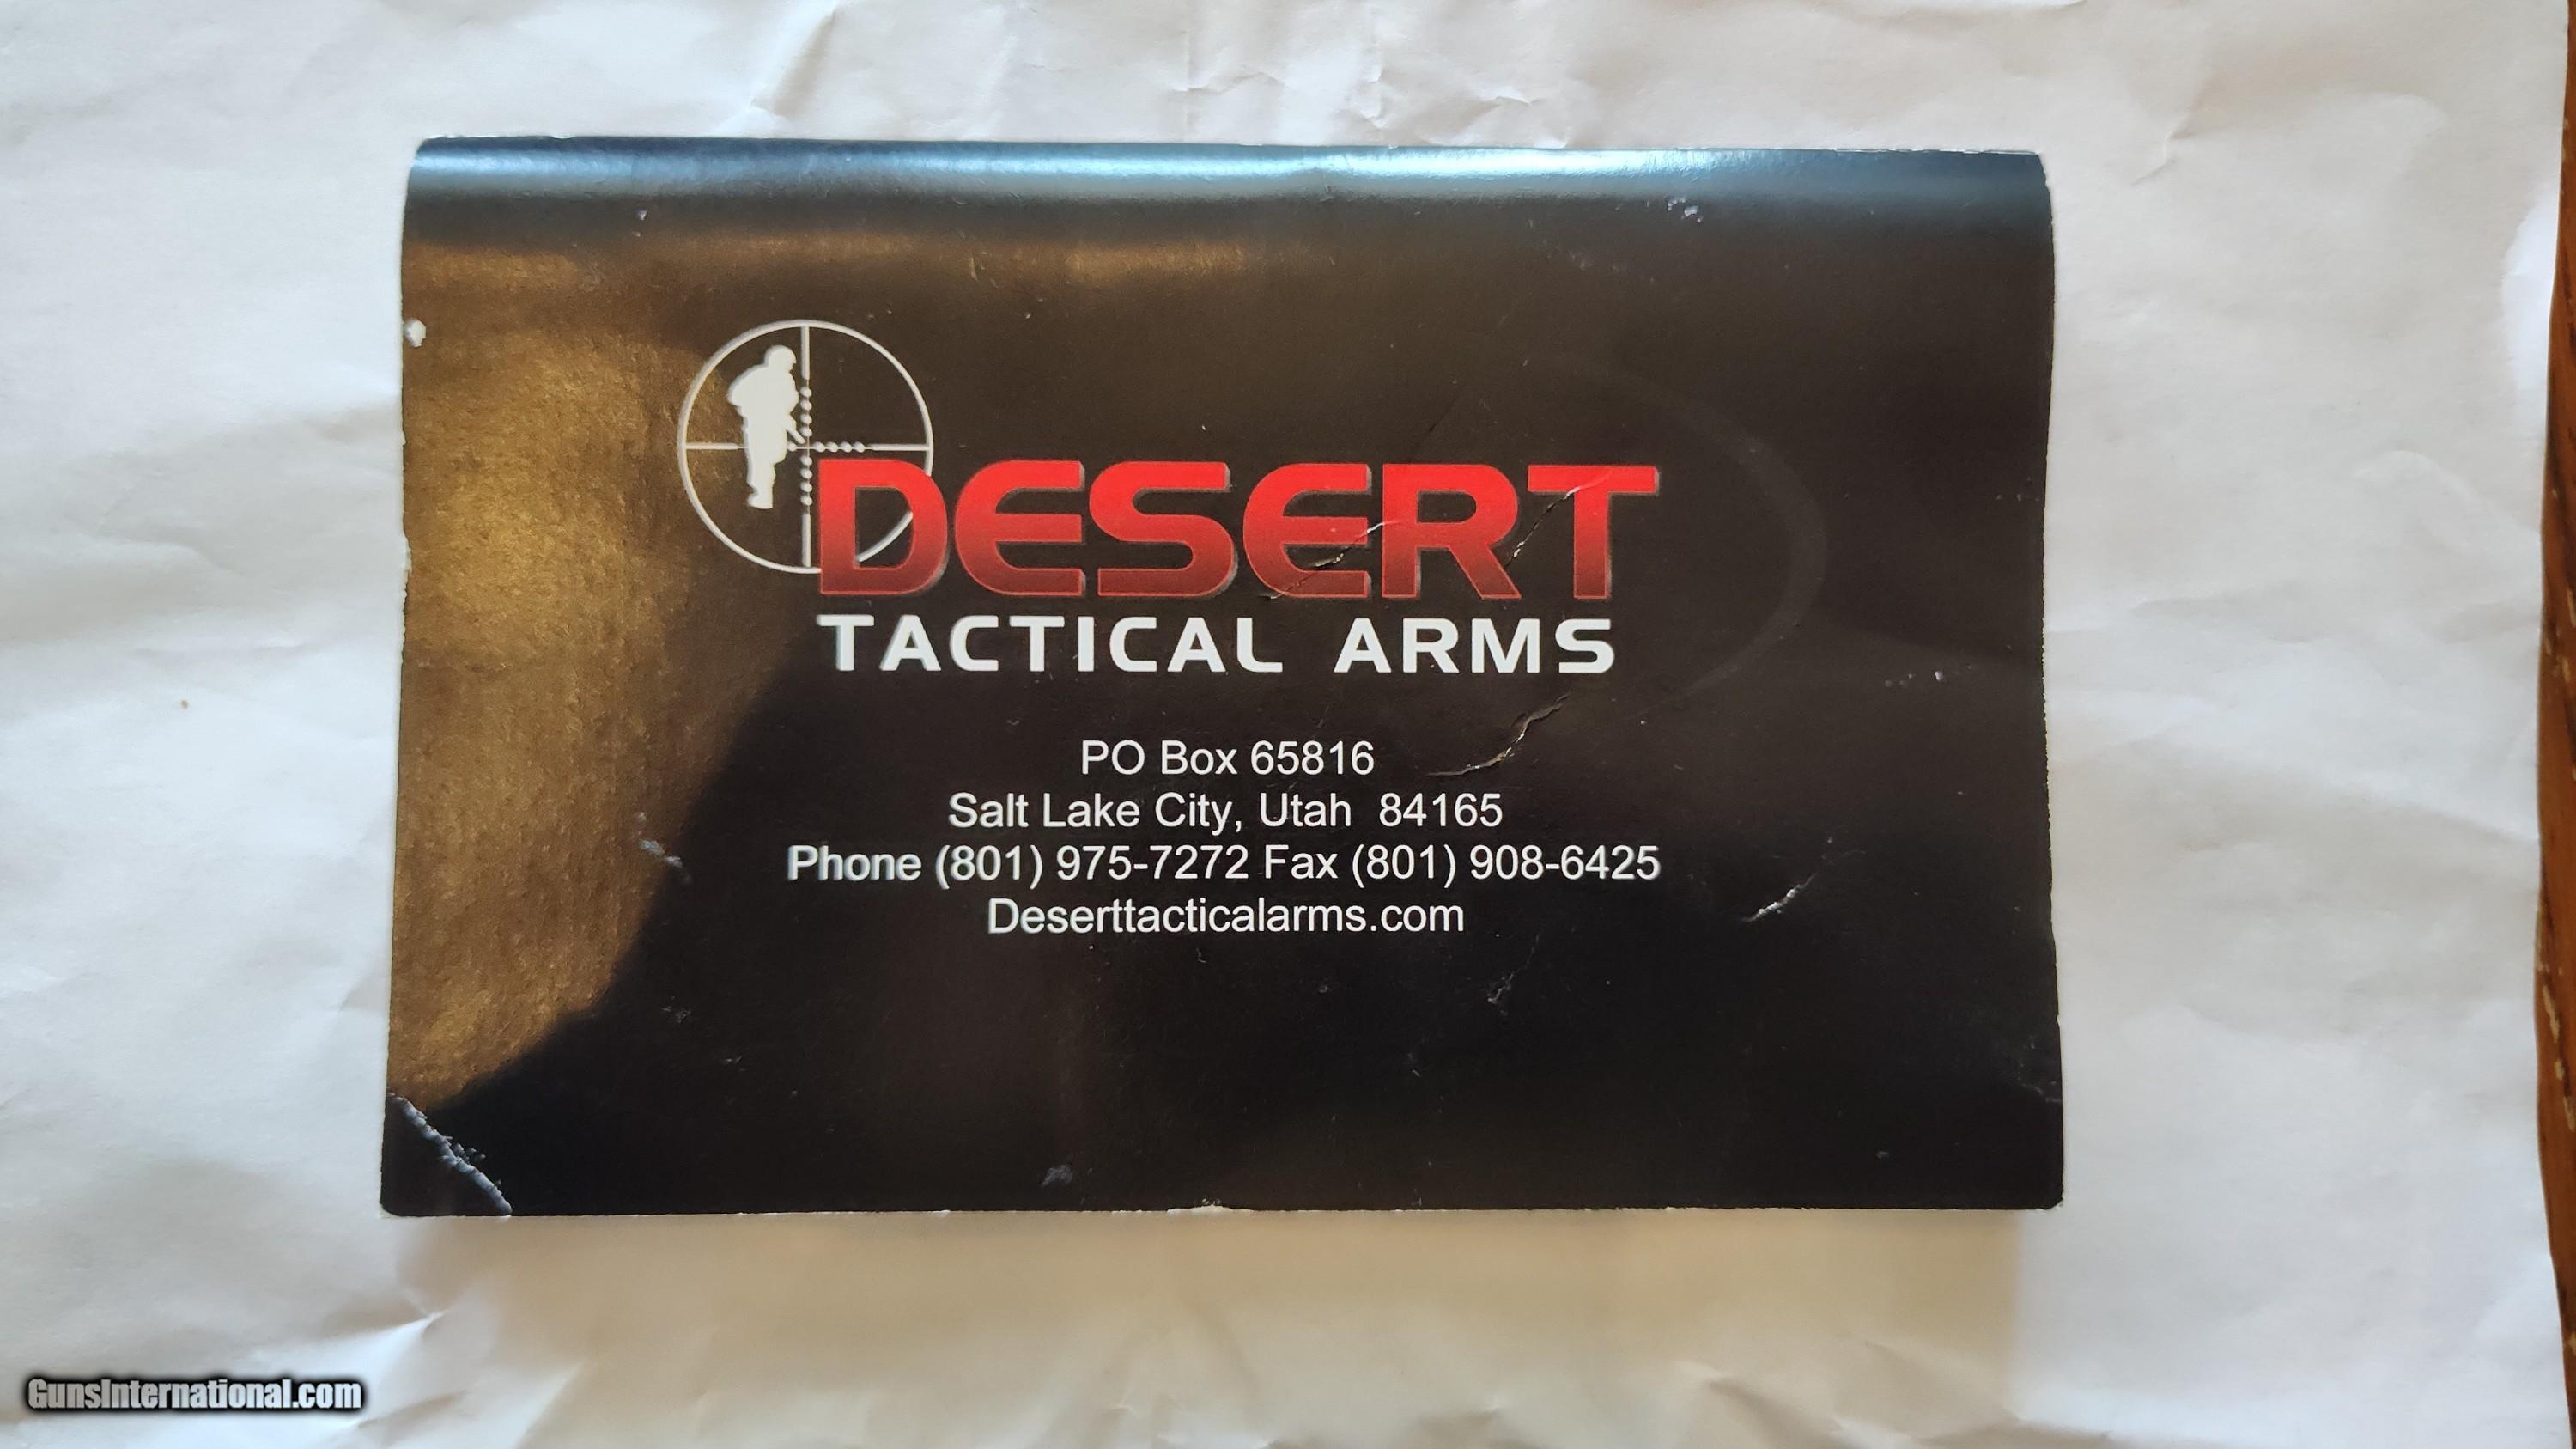 DESERT
TACTICAL ARMS
PO Box 65816
Salt Lake City, Utah 84165
Phone (801) 975-7272 Fax (801) 908-6425
Deserttacticalarms.com
GunsInternational.com